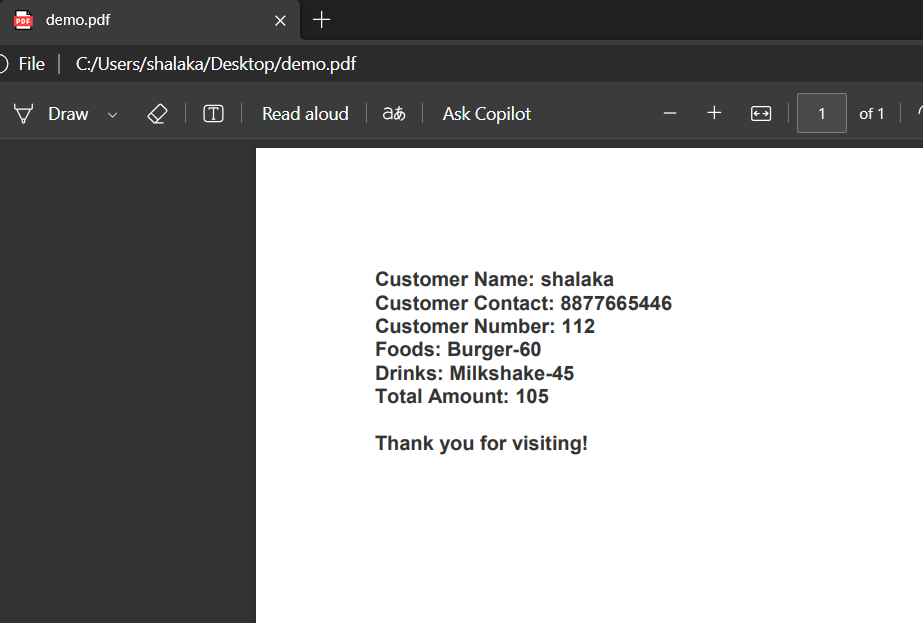 PDF demo.pdf
File C:/Users/shalaka/Desktop/demo.pdf
Draw T Read aloud aあ Ask Copilot 1 of 1
Customer Name: shalaka
Customer Contact: 8877665446
Customer Number: 112
Foods: Burger-60
Drinks: Milkshake-45
Total Amount: 105
Thank you for visiting!